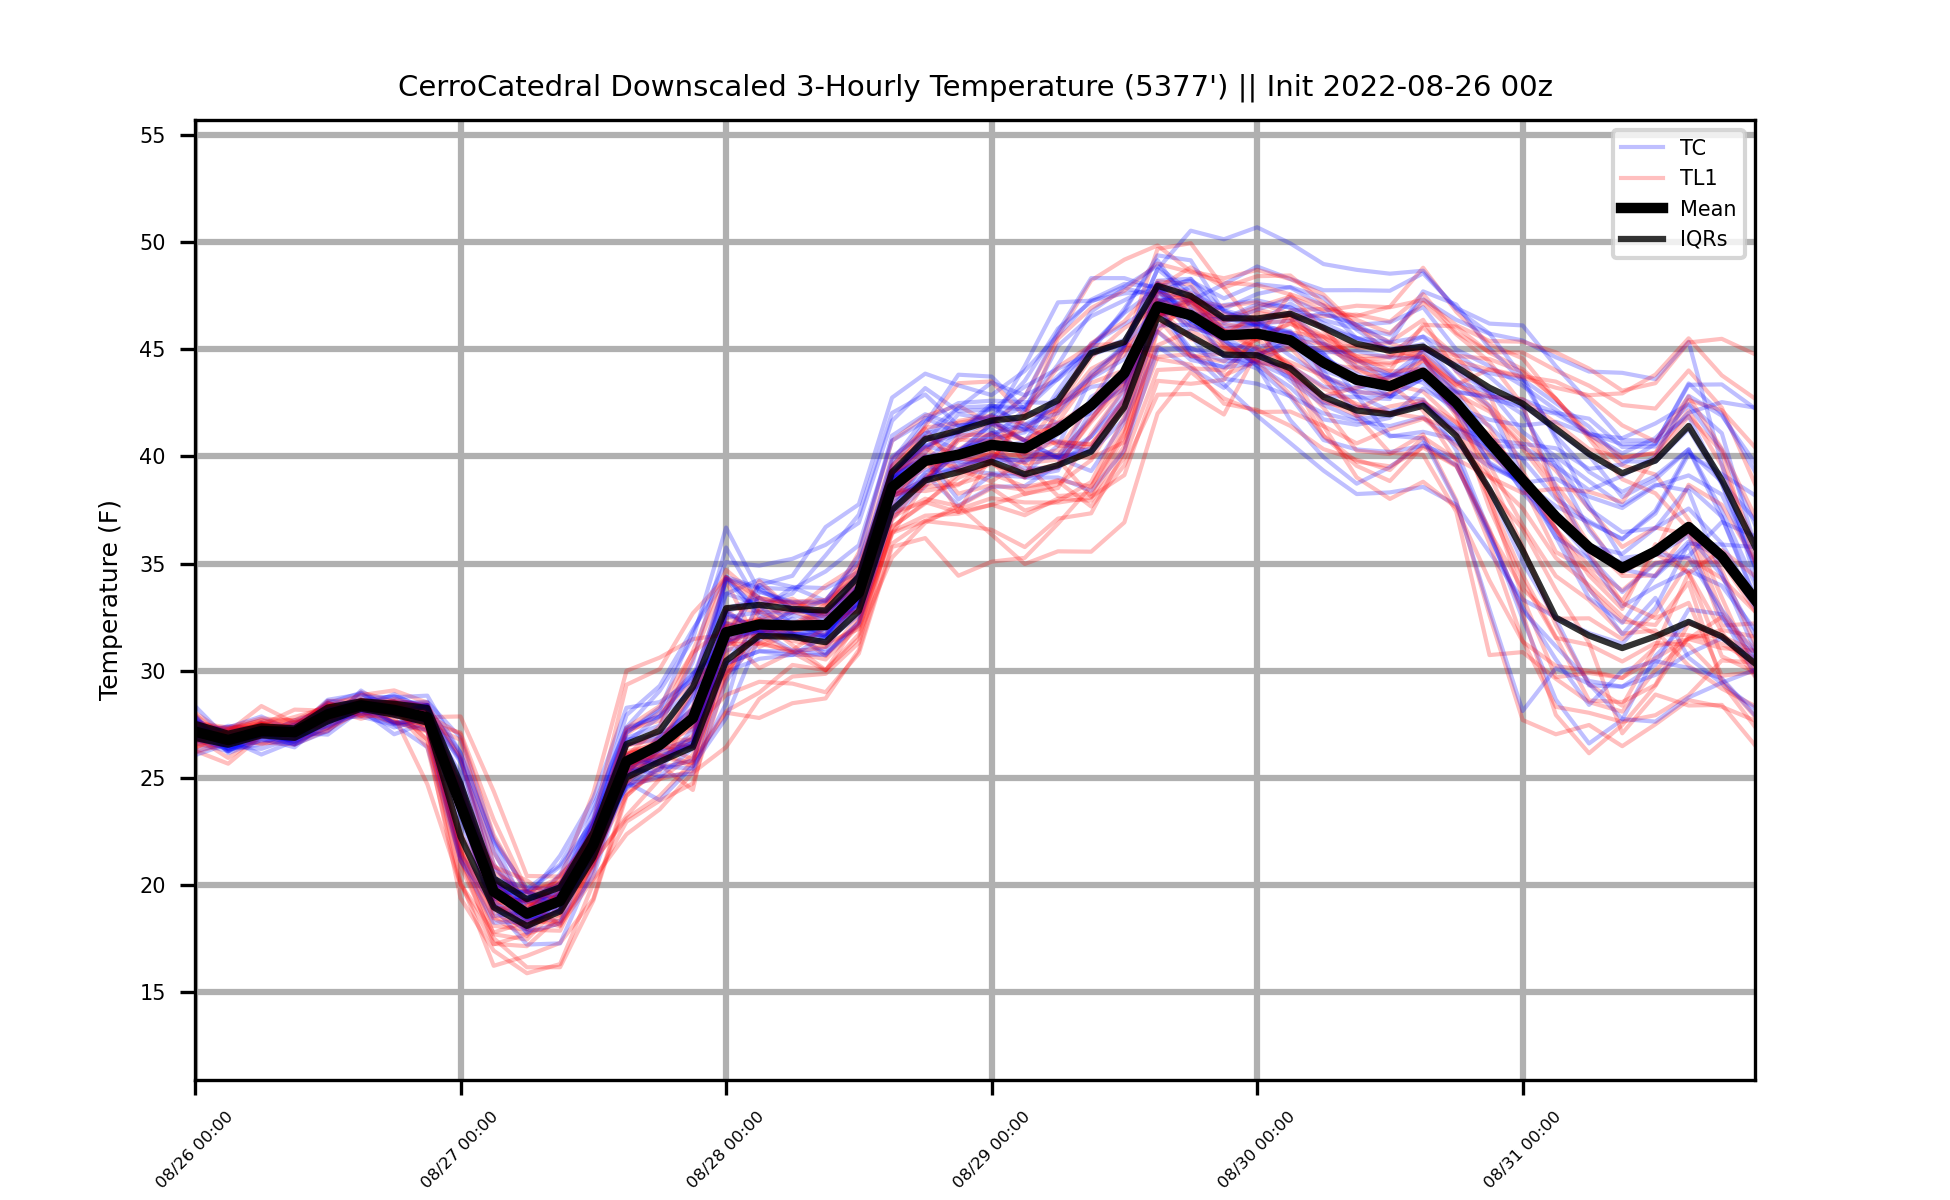 CerroCatedral Downscaled 3-Hourly Temperature (5377') || Init 2022-08-26 00z
TC
TL1
Mean
IQRs
Temperature (F)
55
50
45
40
35
30
25
20
15
08/26 00:00
08/27 00:00
08/28 00:00
08/29 00:00
08/30 00:00
08/31 00:00